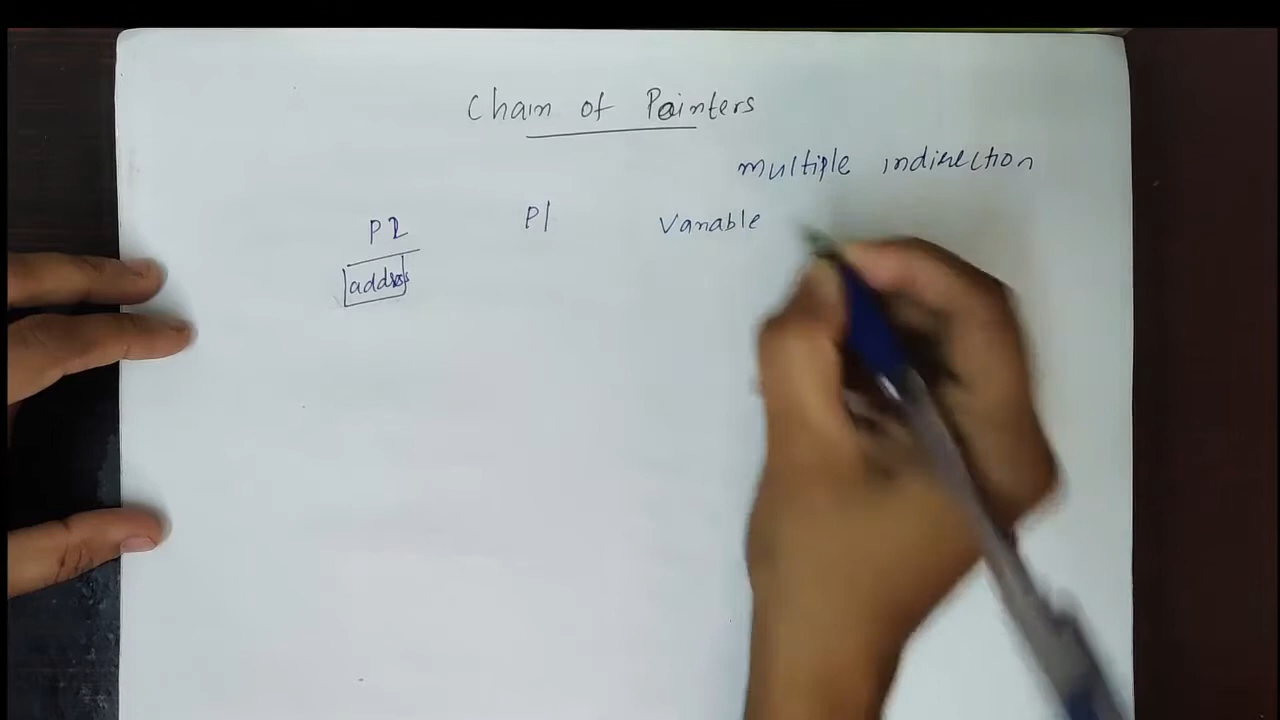 Chain of Pointers
multiple indirection
P2 P1 Variable
address